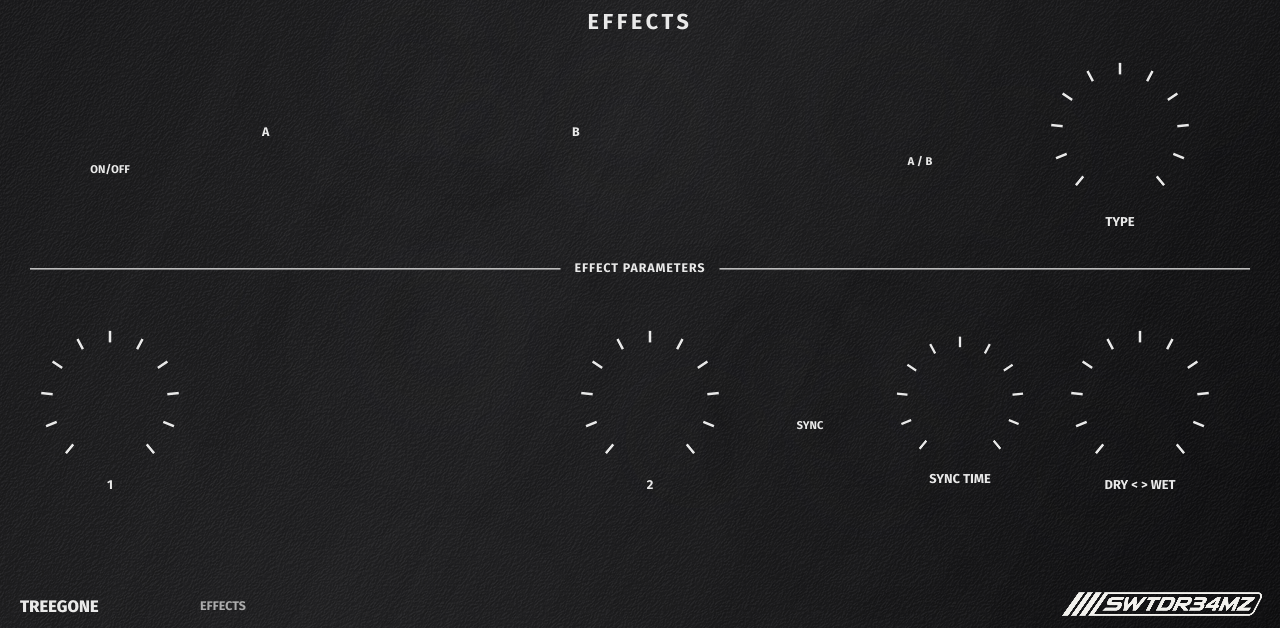 EFFECTS
A
B
ON/OFF
A / B
TYPE
EFFECT PARAMETERS
SYNC
1
2
SYNC TIME
DRY < > WET
TREEGONE
EFFECTS
SWTDR34MZ